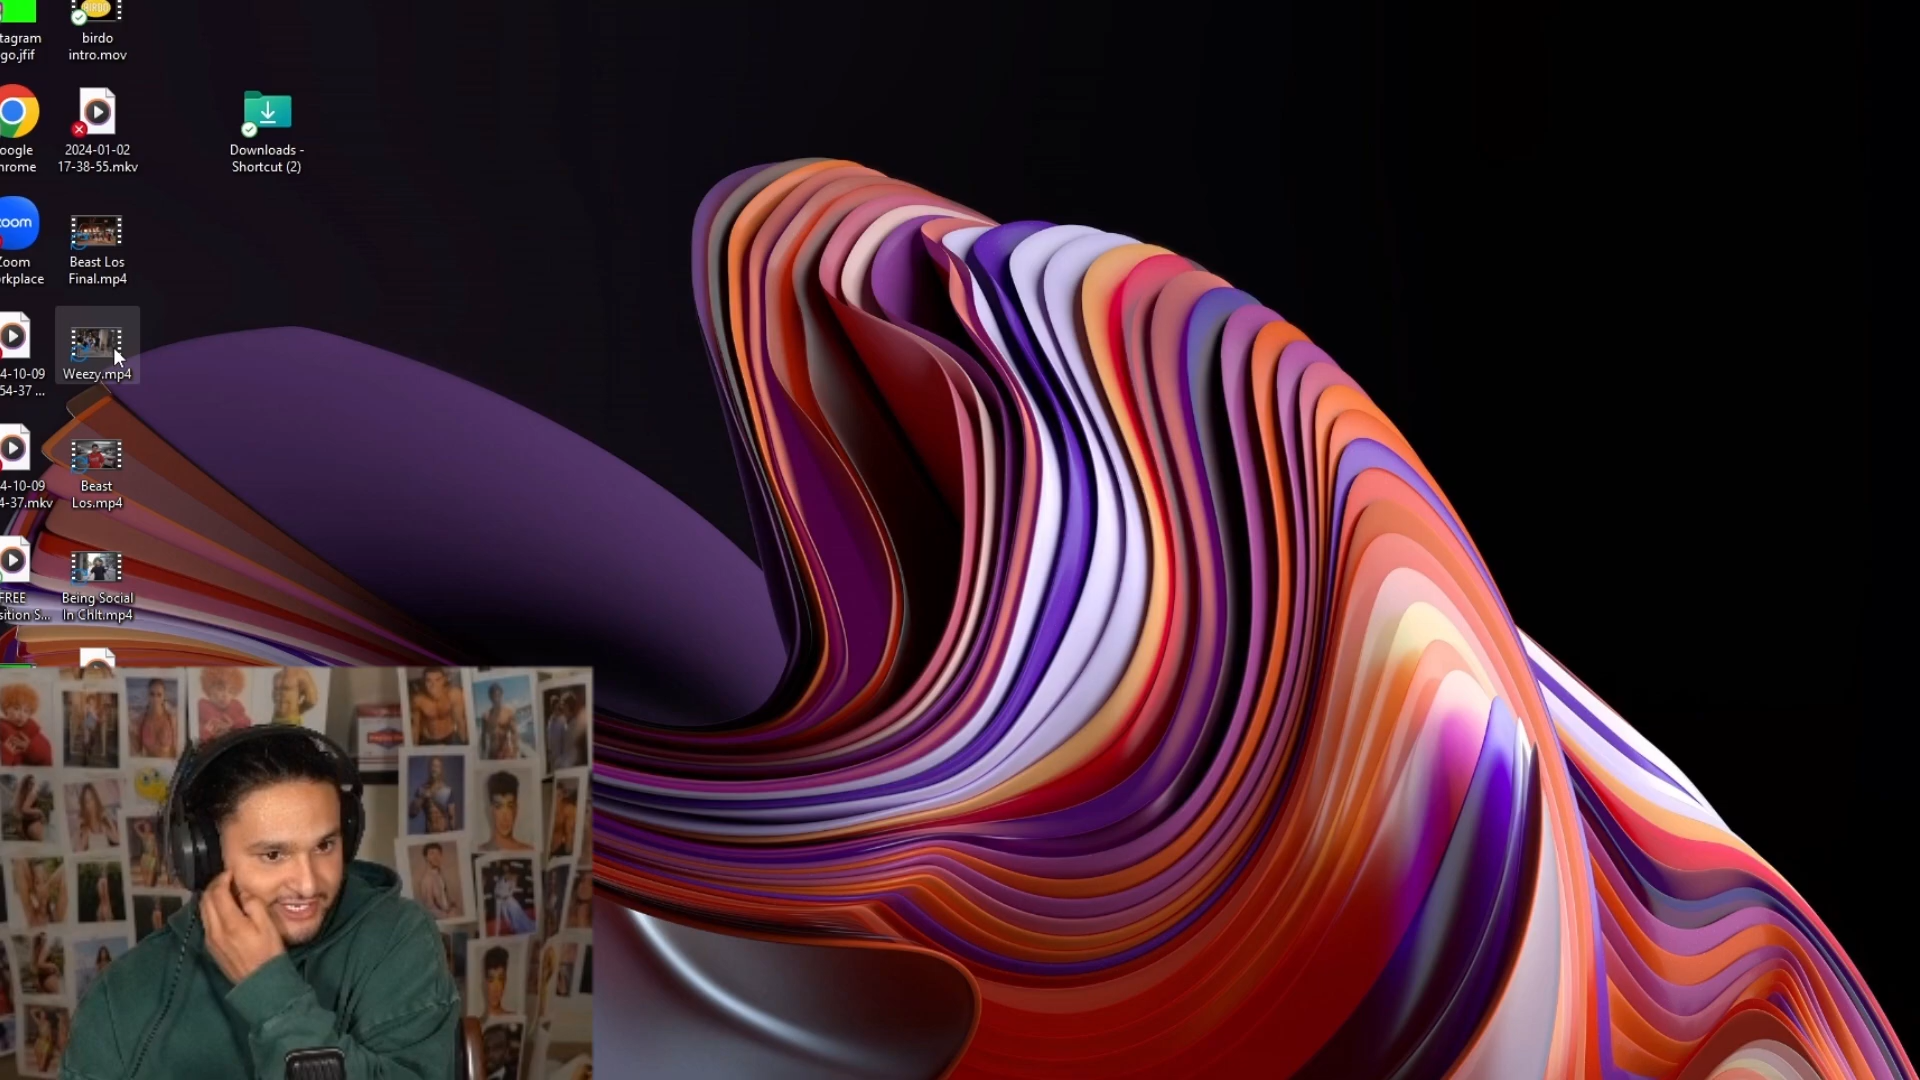 tagram
go.jfif
birdo
intro.mov
oogle
hrome
2024-01-02
17-38-55.mkv
Downloads -
Shortcut (2)
zoom
Zoom
rkplace
Beast Los
Final.mp4
4-10-09
54-37 ...
Weezy.mp4
4-10-09
4-37.mkv
Beast
Los.mp4
FREE
sition S...
Being Social
In Chlt.mp4